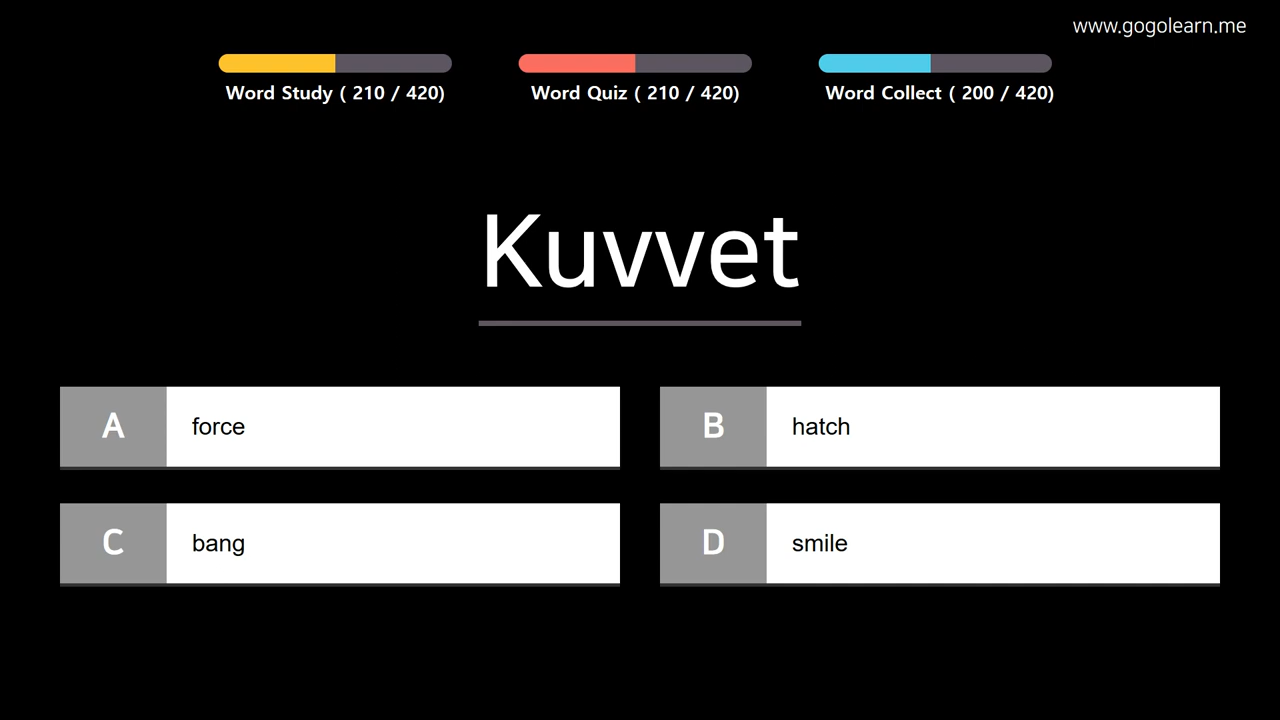 www.gogolearn.me
Word Study ( 210 / 420)
Word Quiz ( 210 / 420)
Word Collect ( 200 / 420)
Kuvvet
A force
B hatch
C bang
D smile